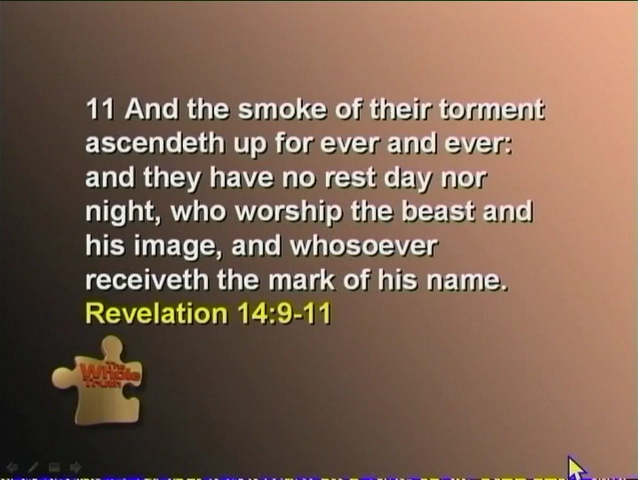 11 And the smoke of their torment
ascendeth up for ever and ever:
and they have no rest day nor
night, who worship the beast and
his image, and whosoever
receiveth the mark of his name.
Revelation 14:9-11
The
Whole
Truth